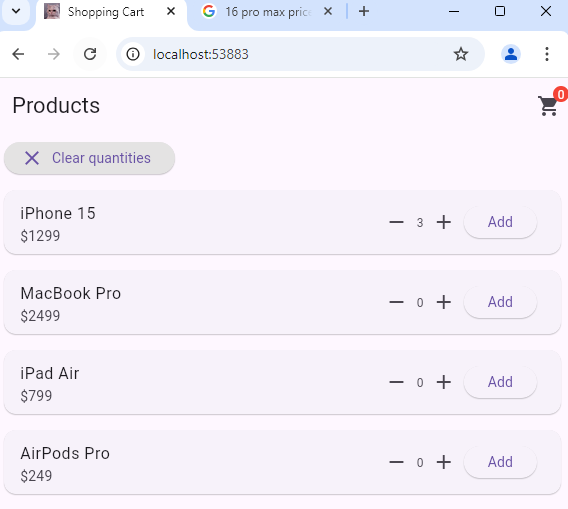 Shopping Cart
16 pro max price
localhost:53883
Products
0
Clear quantities
iPhone 15
$1299
3
Add
MacBook Pro
$2499
0
Add
iPad Air
$799
0
Add
AirPods Pro
$249
0
Add